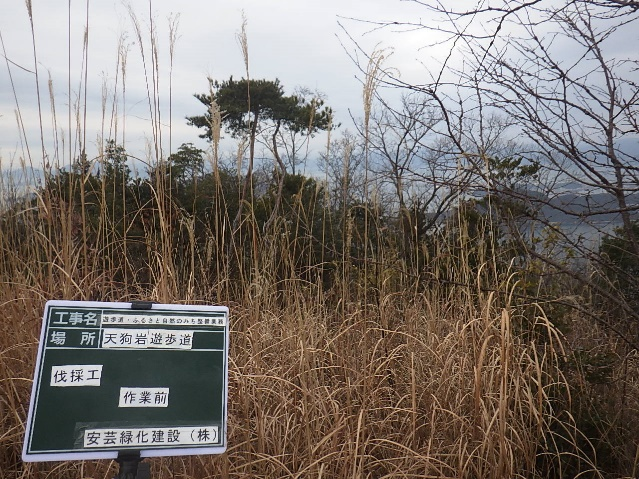 工事名 遊歩道・ふるさと自然のみち整備業務
場所 天狗岩遊歩道
伐採工
作業前
安芸緑化建設（株）